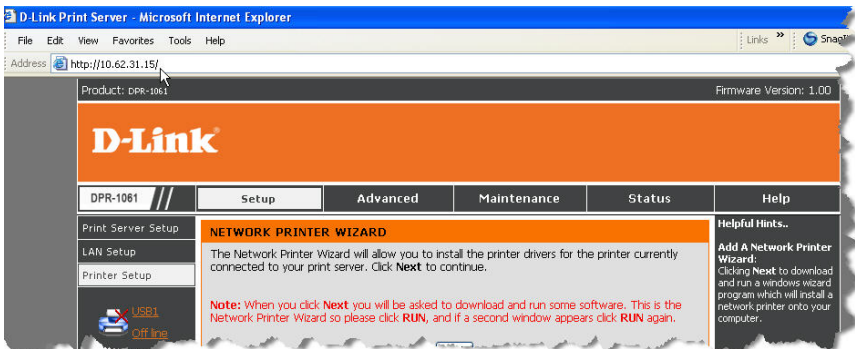 D-Link Print Server - Microsoft Internet Explorer
File Edit View Favorites Tools Help
Links »
Address http://10.62.31.15/
Product: DPR-1061
Firmware Version: 1.00
D-Link
DPR-1061
Setup
Advanced
Maintenance
Status
Help
Print Server Setup
LAN Setup
Printer Setup
USB1
Off line
NETWORK PRINTER WIZARD
The Network Printer Wizard will allow you to install the printer drivers for the printer currently
connected to your print server. Click Next to continue.
Note: When you click Next you will be asked to download and run some software. This is the
Network Printer Wizard so please click RUN, and if a second window appears click RUN again.
Helpful Hints..
Add A Network Printer
Wizard:
Clicking Next to download
and run a windows wizard
program which will install a
network printer onto your
computer.